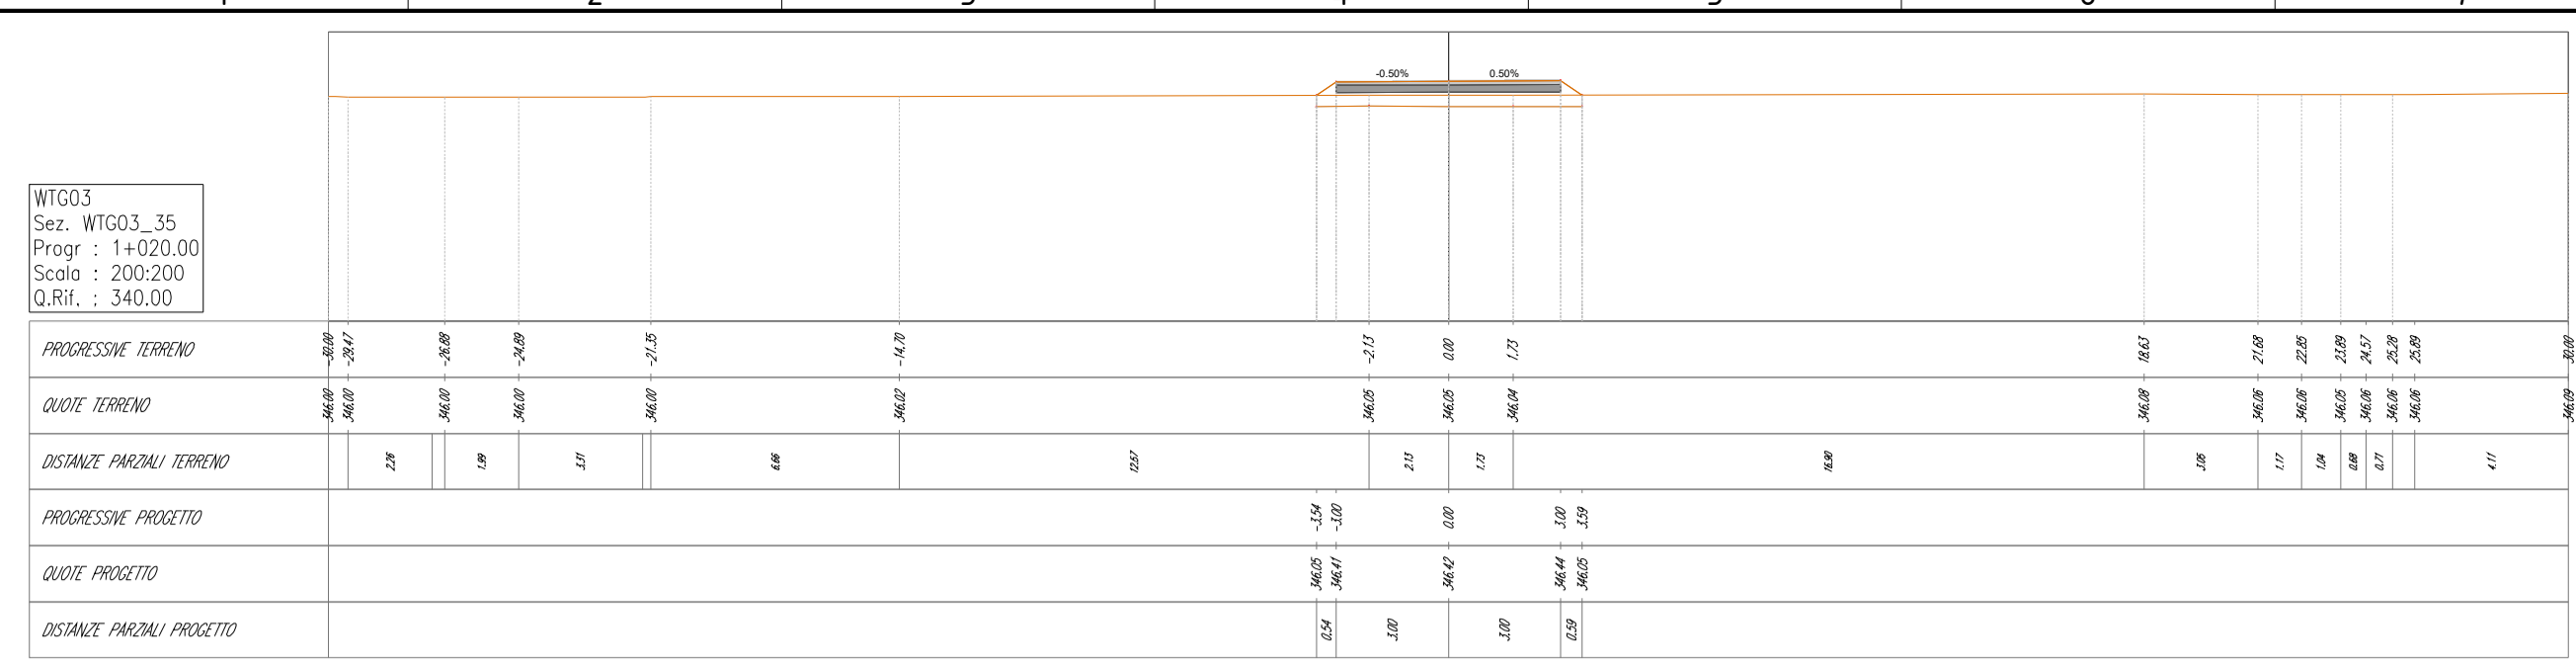 -0.50% 0.50%
WTG03
Sez. WTG03_35
Progr : 1+020.00
Scala : 200:200
Q.Rif. : 340.00
PROGRESSIVE TERRENO -30.00 -29.47 -26.88 -24.89 -21.35 -14.70 -2.13 0.00 1.73 18.63 21.68 22.85 23.89 24.57 25.28 25.89 30.00
QUOTE TERRENO 346.00 346.00 346.00 346.00 346.00 346.02 346.05 346.05 346.04 346.08 346.06 346.06 346.05 346.06 346.06 346.06 346.09
DISTANZE PARZIALI TERRENO 2.26 1.99 3.31 6.66 12.57 2.13 1.73 16.90 3.05 1.17 1.04 0.68 0.71 4.11
PROGRESSIVE PROGETTO -3.54 -3.00 0.00 3.00 3.59
QUOTE PROGETTO 346.05 346.41 346.42 346.44 346.05
DISTANZE PARZIALI PROGETTO 0.54 3.00 3.00 0.59